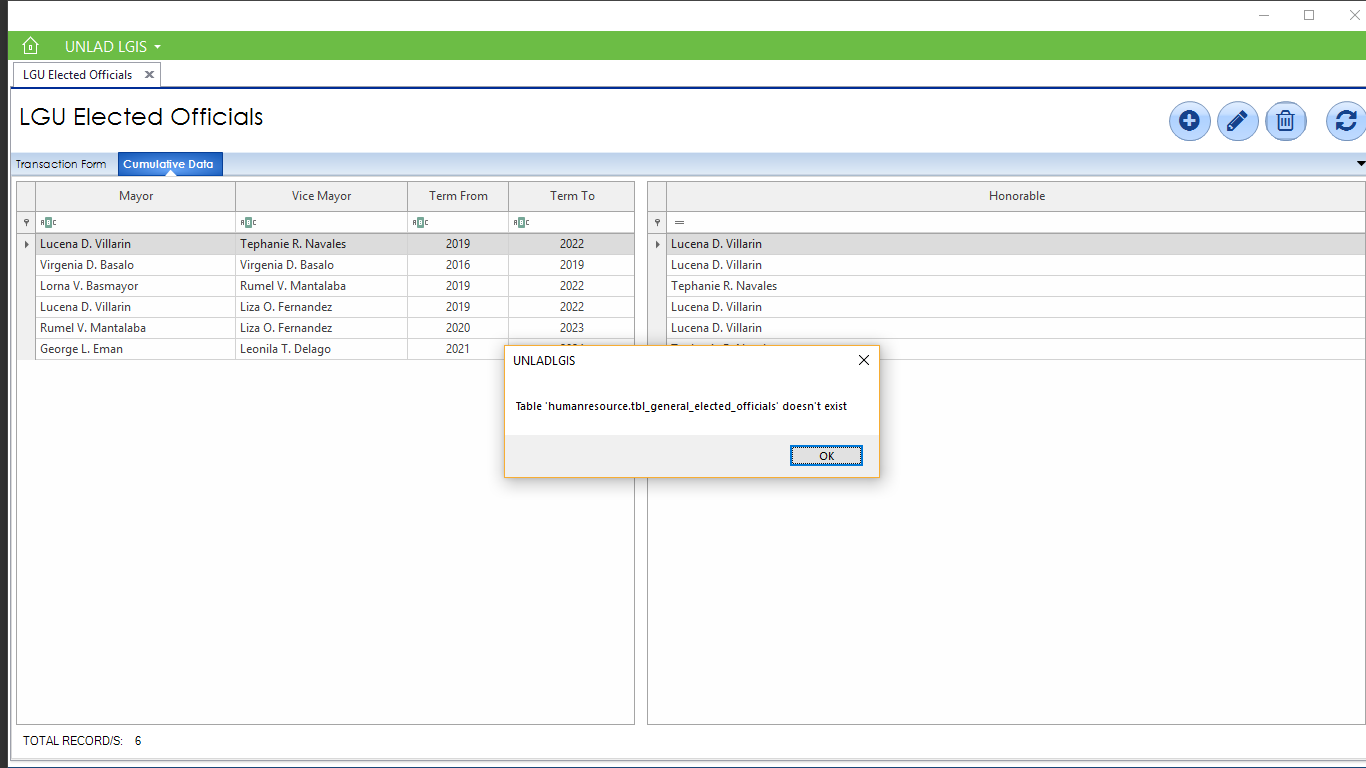 UNLAD LGIS
LGU Elected Officials
LGU Elected Officials
Transaction Form Cumulative Data
Mayor Vice Mayor Term From Term To
Lucena D. Villarin Tephanie R. Navales 2019 2022
Virgenia D. Basalo Virgenia D. Basalo 2016 2019
Lorna V. Basmayor Rumel V. Mantalaba 2019 2022
Lucena D. Villarin Liza O. Fernandez 2019 2022
Rumel V. Mantalaba Liza O. Fernandez 2020 2023
George L. Eman Leonila T. Delago 2021
Honorable
=
Lucena D. Villarin
Lucena D. Villarin
Tephanie R. Navales
Lucena D. Villarin
Lucena D. Villarin
UNLADLGIS
Table 'humanresource.tbl_general_elected_officials' doesn't exist
OK
TOTAL RECORD/S: 6